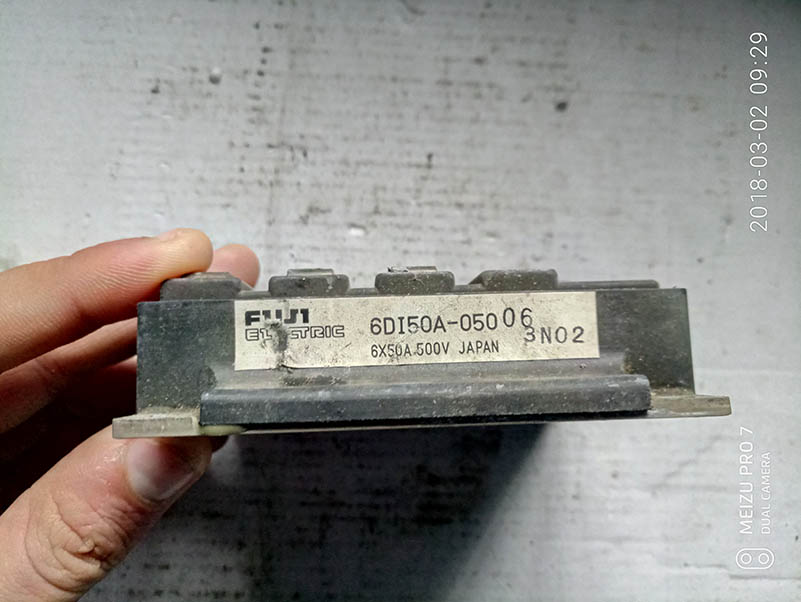 FUJI
ELECTRIC
6DI50A-050 06
3N02
6X50A 500V JAPAN
2018-03-02 09:29
MEIZU PRO 7
DUAL CAMERA